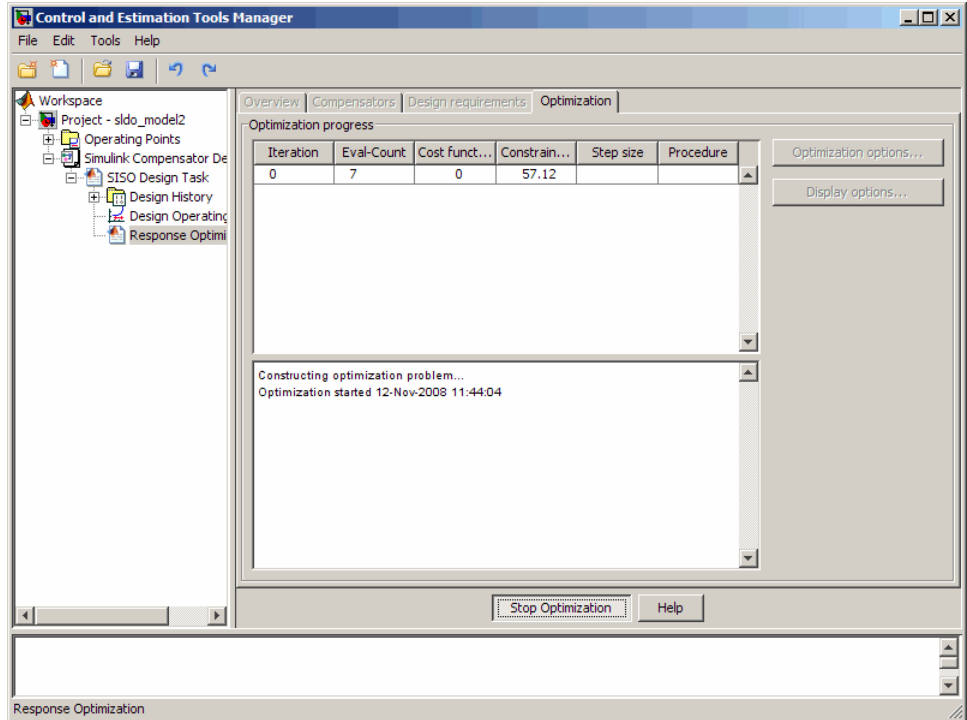 Control and Estimation Tools Manager
File Edit Tools Help
Workspace
Project - sldo_model2
Operating Points
Simulink Compensator De
SISO Design Task
Design History
Design Operating
Response Optimi
Overview Compensators Design requirements Optimization
Optimization progress
Iteration Eval-Count Cost funct... Constrain... Step size Procedure
0 7 0 57.12
Optimization options...
Display options...
Constructing optimization problem...
Optimization started 12-Nov-2008 11:44:04
Stop Optimization Help
Response Optimization